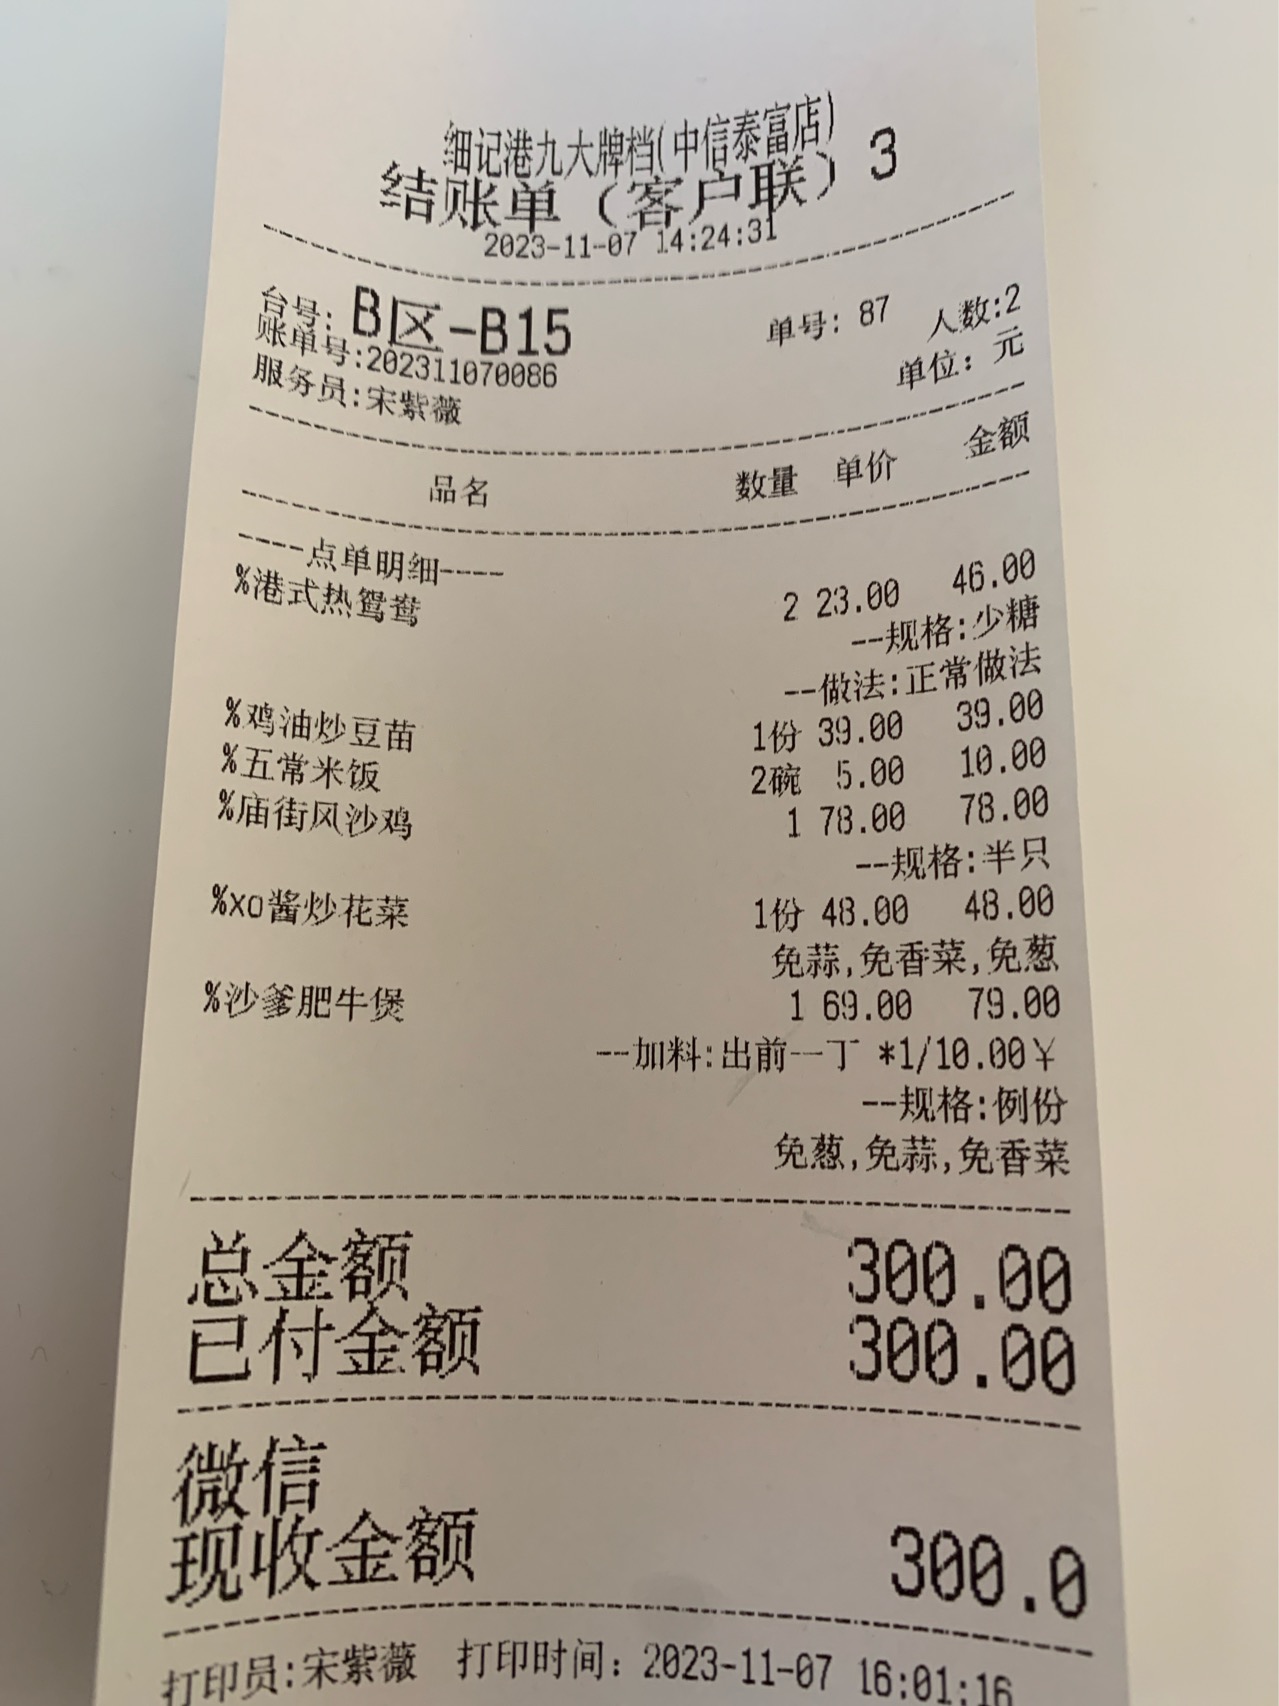 细记港九大牌档(中信泰富店)
结账单（客户联）3
2023-11-07 14:24:31
台号: B区-B15 单号: 87 人数:2
账单号:202311070086 单位: 元
服务员:宋紫薇
品名 数量 单价 金额
----点单明细----
%港式热鸳鸯 2 23.00 46.00
--规格:少糖
--做法:正常做法
%鸡油炒豆苗 1份 39.00 39.00
%五常米饭 2碗 5.00 10.00
%庙街风沙鸡 1 78.00 78.00
--规格:半只
%xo酱炒花菜 1份 48.00 48.00
免蒜,免香菜,免葱
%沙爹肥牛煲 1 69.00 79.00
--加料:出前一丁 *1/10.00¥
--规格:例份
免葱,免蒜,免香菜
总金额 300.00
已付金额 300.00
微信
现收金额 300.0
打印员:宋紫薇 打印时间: 2023-11-07 16:01:16